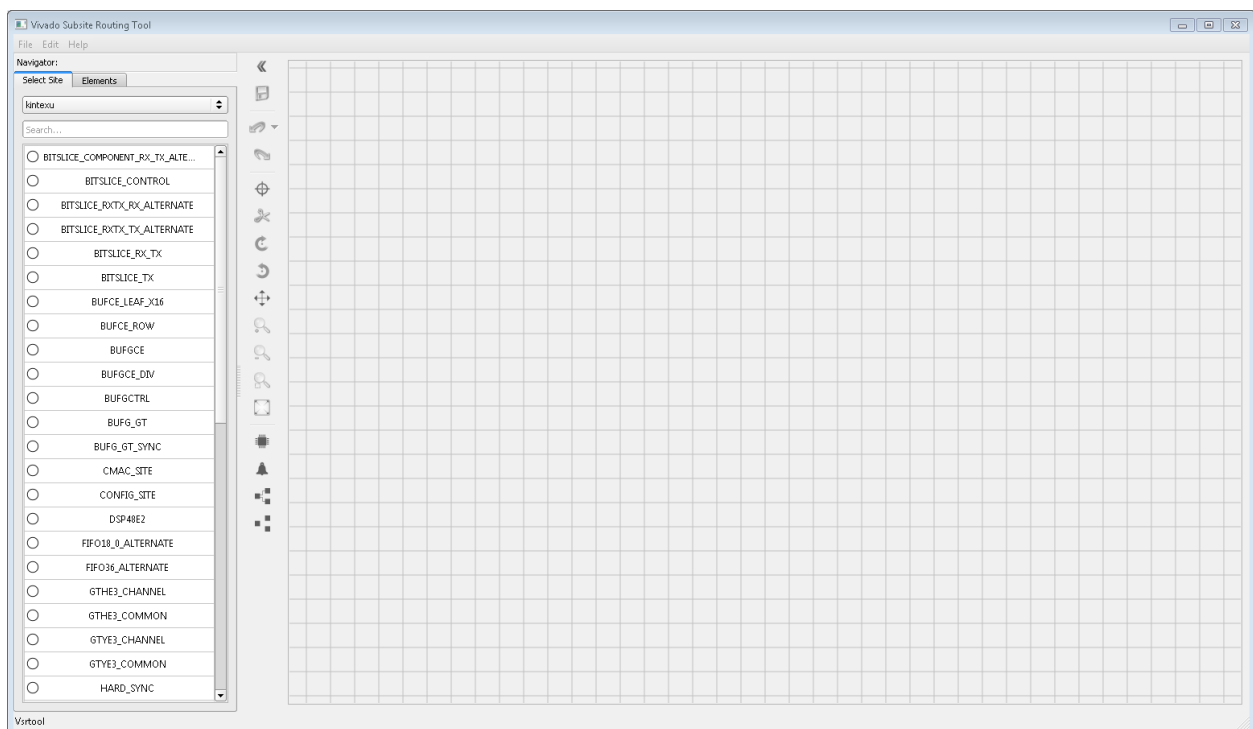 Vivado Subsite Routing Tool
File Edit Help
Navigator:
Select Site Elements
kintexu
Search...
BITSLICE_COMPONENT_RX_TX_ALTE...
BITSLICE_CONTROL
BITSLICE_RXTX_RX_ALTERNATE
BITSLICE_RXTX_TX_ALTERNATE
BITSLICE_RX_TX
BITSLICE_TX
BUFCE_LEAF_X16
BUFCE_ROW
BUFGCE
BUFGCE_DIV
BUFGCTRL
BUFG_GT
BUFG_GT_SYNC
CMAC_SITE
CONFIG_SITE
DSP48E2
FIFO18_0_ALTERNATE
FIFO36_ALTERNATE
GTHE3_CHANNEL
GTHE3_COMMON
GTYE3_CHANNEL
GTYE3_COMMON
HARD_SYNC
Vsrtool